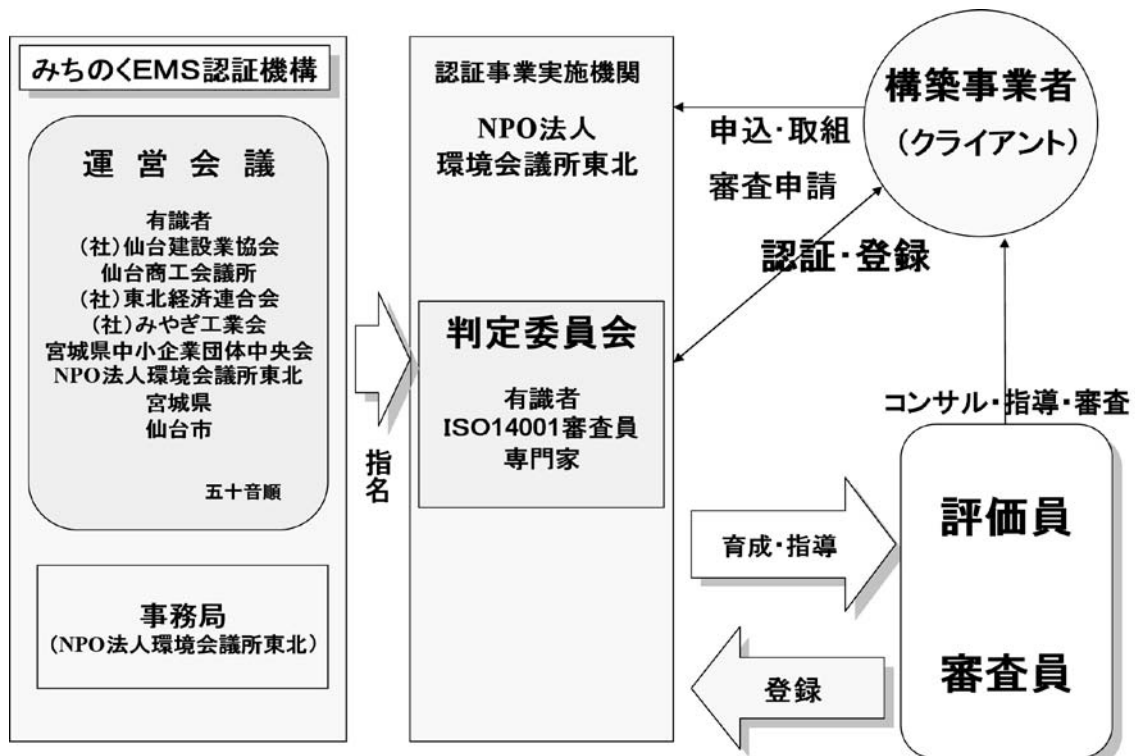 みちのくEMS認証機構
運 営 会 議
有識者
(社)仙台建設業協会
仙台商工会議所
(社)東北経済連合会
(社)みやぎ工業会
宮城県中小企業団体中央会
NPO法人環境会議所東北
宮城県
仙台市
五十音順
事務局
(NPO法人環境会議所東北)
指名
認証事業実施機関
NPO法人
環境会議所東北
判定委員会
有識者
ISO14001審査員
専門家
構築事業者
(クライアント)
申込・取組
審査申請
認証・登録
コンサル・指導・審査
育成・指導
登録
評価員
審査員